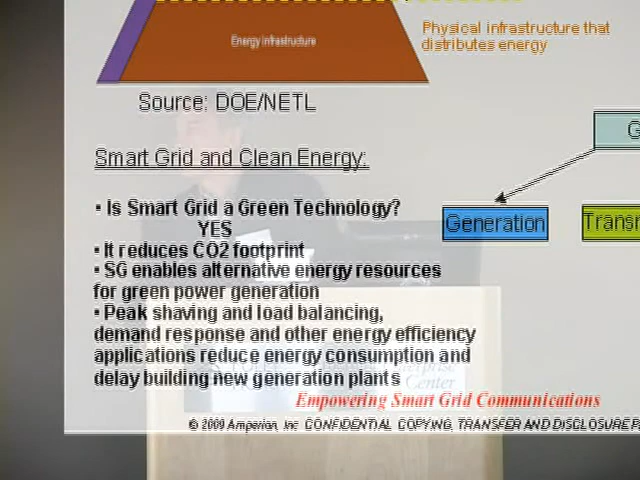 Energy infrastructure
Physical infrastructure that
distributes energy
Source: DOE/NETL
Smart Grid and Clean Energy:
G
▪ Is Smart Grid a Green Technology?
YES
▪ It reduces CO2 footprint
▪ SG enables alternative energy resources
for green power generation
▪ Peak shaving and load balancing,
demand response and other energy efficiency
applications reduce energy consumption and
delay building new generation plants
Generation
Transm
Center
Empowering Smart Grid Communications
© 2009 Amperion, Inc CONFIDENTIAL COPYING, TRANSFER AND DISCLOSURE P